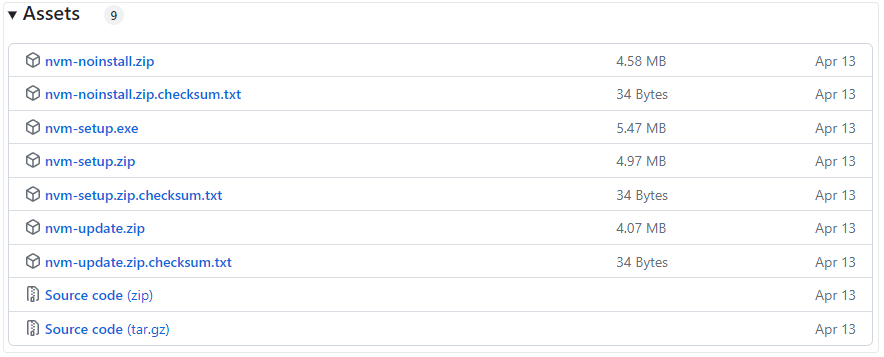 Assets 9
nvm-noinstall.zip 4.58 MB Apr 13
nvm-noinstall.zip.checksum.txt 34 Bytes Apr 13
nvm-setup.exe 5.47 MB Apr 13
nvm-setup.zip 4.97 MB Apr 13
nvm-setup.zip.checksum.txt 34 Bytes Apr 13
nvm-update.zip 4.07 MB Apr 13
nvm-update.zip.checksum.txt 34 Bytes Apr 13
Source code (zip) Apr 13
Source code (tar.gz) Apr 13